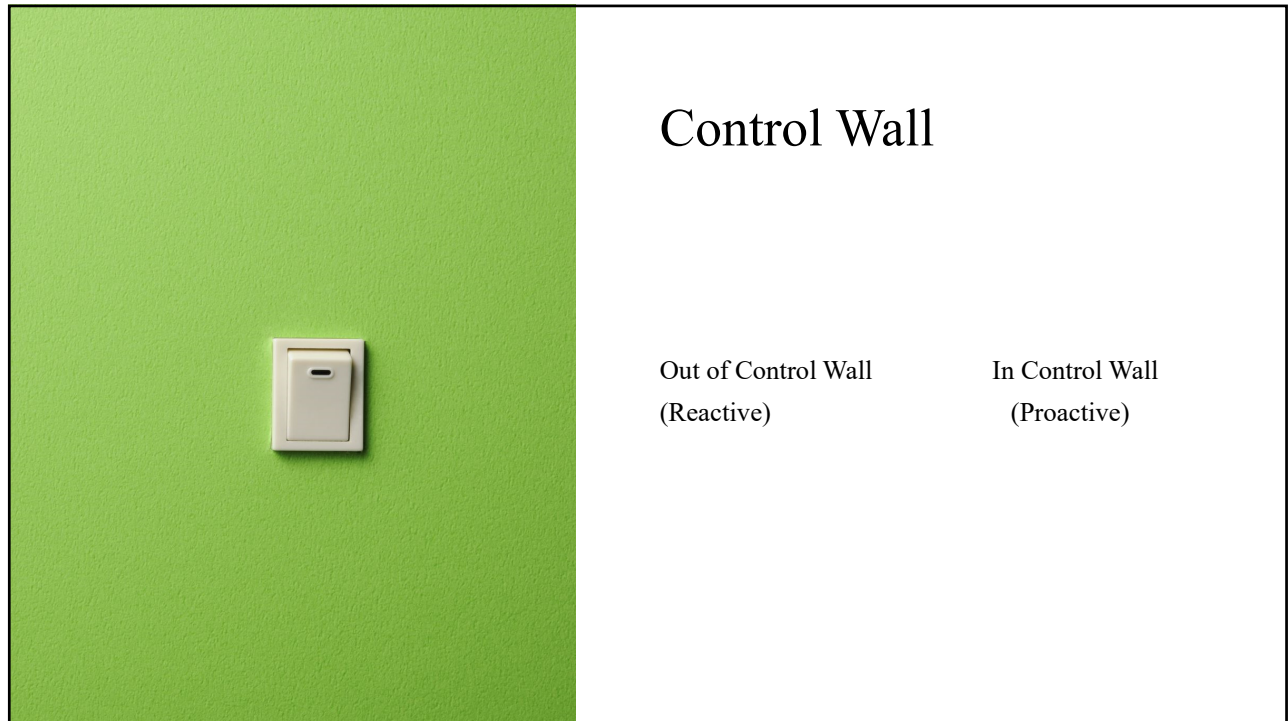 Control Wall
Out of Control Wall In Control Wall
(Reactive) (Proactive)